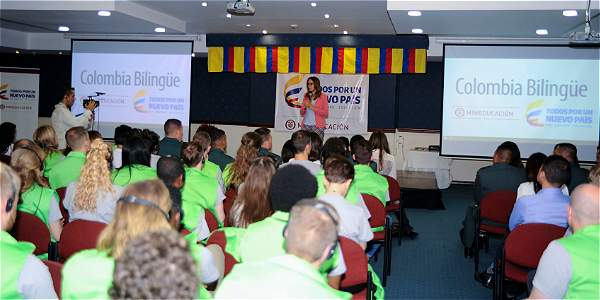 Colombia Bilingüe
MINEDUCACIÓN
TODOS POR UN
NUEVO PAÍS
TODOS POR UN
NUEVO PAÍS
MINEDUCACIÓN
Colombia Bilingüe
MINEDUCACIÓN
TODOS POR UN
NUEVO PAÍS